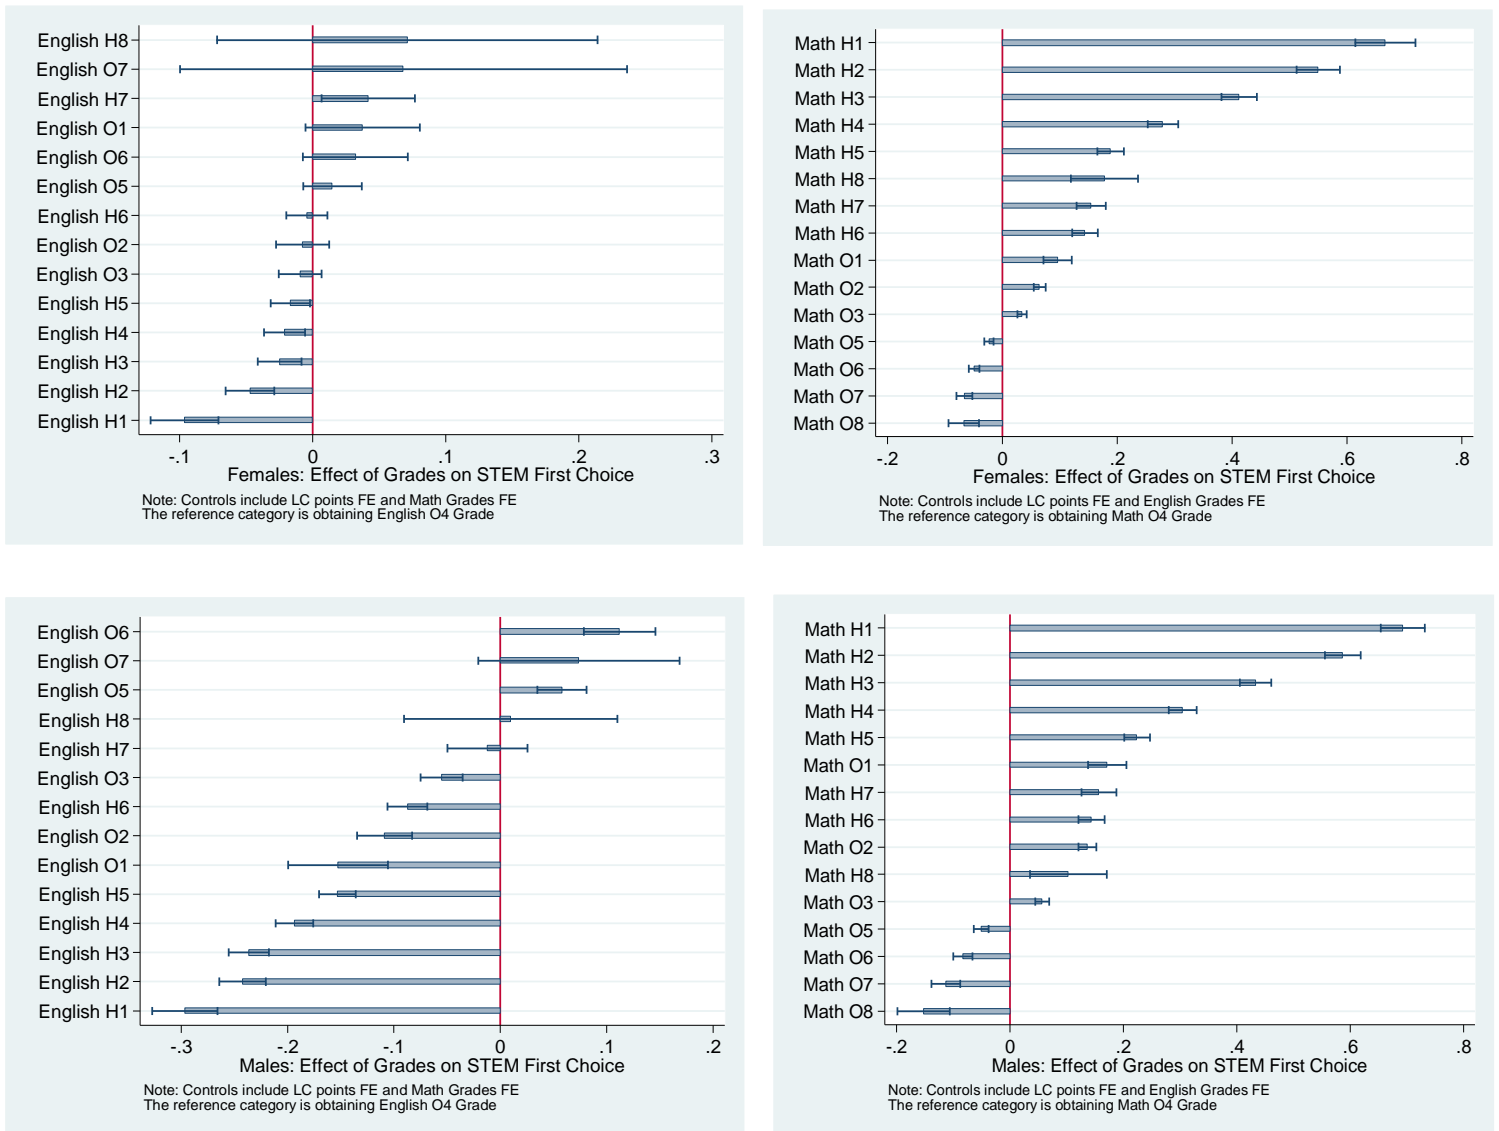 English H8
English O7
English H7
English O1
English O6
English O5
English H6
English O2
English O3
English H5
English H4
English H3
English H2
English H1
-.1 0 .1 .2 .3
Females: Effect of Grades on STEM First Choice
Note: Controls include LC points FE and Math Grades FE
The reference category is obtaining English O4 Grade
Math H1
Math H2
Math H3
Math H4
Math H5
Math H8
Math H7
Math H6
Math O1
Math O2
Math O3
Math O5
Math O6
Math O7
Math O8
-.2 0 .2 .4 .6 .8
Females: Effect of Grades on STEM First Choice
Note: Controls include LC points FE and English Grades FE
The reference category is obtaining Math O4 Grade
English O6
English O7
English O5
English H8
English H7
English O3
English H6
English O2
English O1
English H5
English H4
English H3
English H2
English H1
-.3 -.2 -.1 0 .1 .2
Males: Effect of Grades on STEM First Choice
Note: Controls include LC points FE and Math Grades FE
The reference category is obtaining English O4 Grade
Math H1
Math H2
Math H3
Math H4
Math H5
Math O1
Math H7
Math H6
Math O2
Math H8
Math O3
Math O5
Math O6
Math O7
Math O8
-.2 0 .2 .4 .6 .8
Males: Effect of Grades on STEM First Choice
Note: Controls include LC points FE and English Grades FE
The reference category is obtaining Math O4 Grade